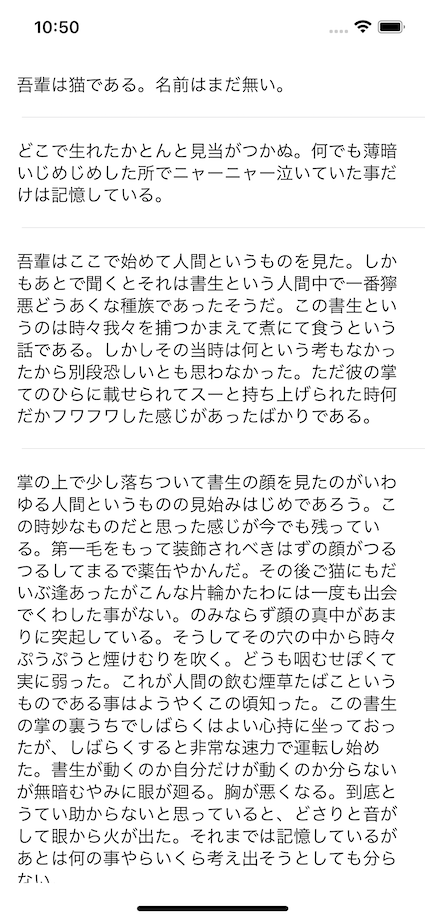 10:50
吾輩は猫である。名前はまだ無い。
どこで生れたかとんと見当がつかぬ。何でも薄暗
いじめじめした所でニャーニャー泣いていた事だ
けは記憶している。
吾輩はここで始めて人間というものを見た。しか
もあとで聞くとそれは書生という人間中で一番獰
悪どうあくな種族であったそうだ。この書生とい
うのは時々我々を捕つかまえて煮にて食うという
話である。しかしその当時は何という考もなかっ
たから別段恐しいとも思わなかった。ただ彼の掌
てのひらに載せられてスーと持ち上げられた時何
だかフワフワした感じがあったばかりである。
掌の上で少し落ちついて書生の顔を見たのがいわ
ゆる人間というものの見始みはじめであろう。こ
の時妙なものだと思った感じが今でも残ってい
る。第一毛をもって装飾されべきはずの顔がつる
つるしてまるで薬缶やかんだ。その後ご猫にもだ
いぶ逢あったがこんな片輪かたわには一度も出会
でくわした事がない。のみならず顔の真中があま
りに突起している。そうしてその穴の中から時々
ぷうぷうと煙けむりを吹く。どうも咽むせぽくて
実に弱った。これが人間の飲む煙草たばこという
ものである事はようやくこの頃知った。この書生
の掌の裏うちでしばらくはよい心持に坐っておっ
たが、しばらくすると非常な速力で運転し始め
た。書生が動くのか自分だけが動くのか分らない
が無暗むやみに眼が廻る。胸が悪くなる。到底と
うてい助からないと思っていると、どさりと音が
して眼から火が出た。それまでは記憶しているが
あとは何の事やらいくら考え出そうとしても分ら
ない